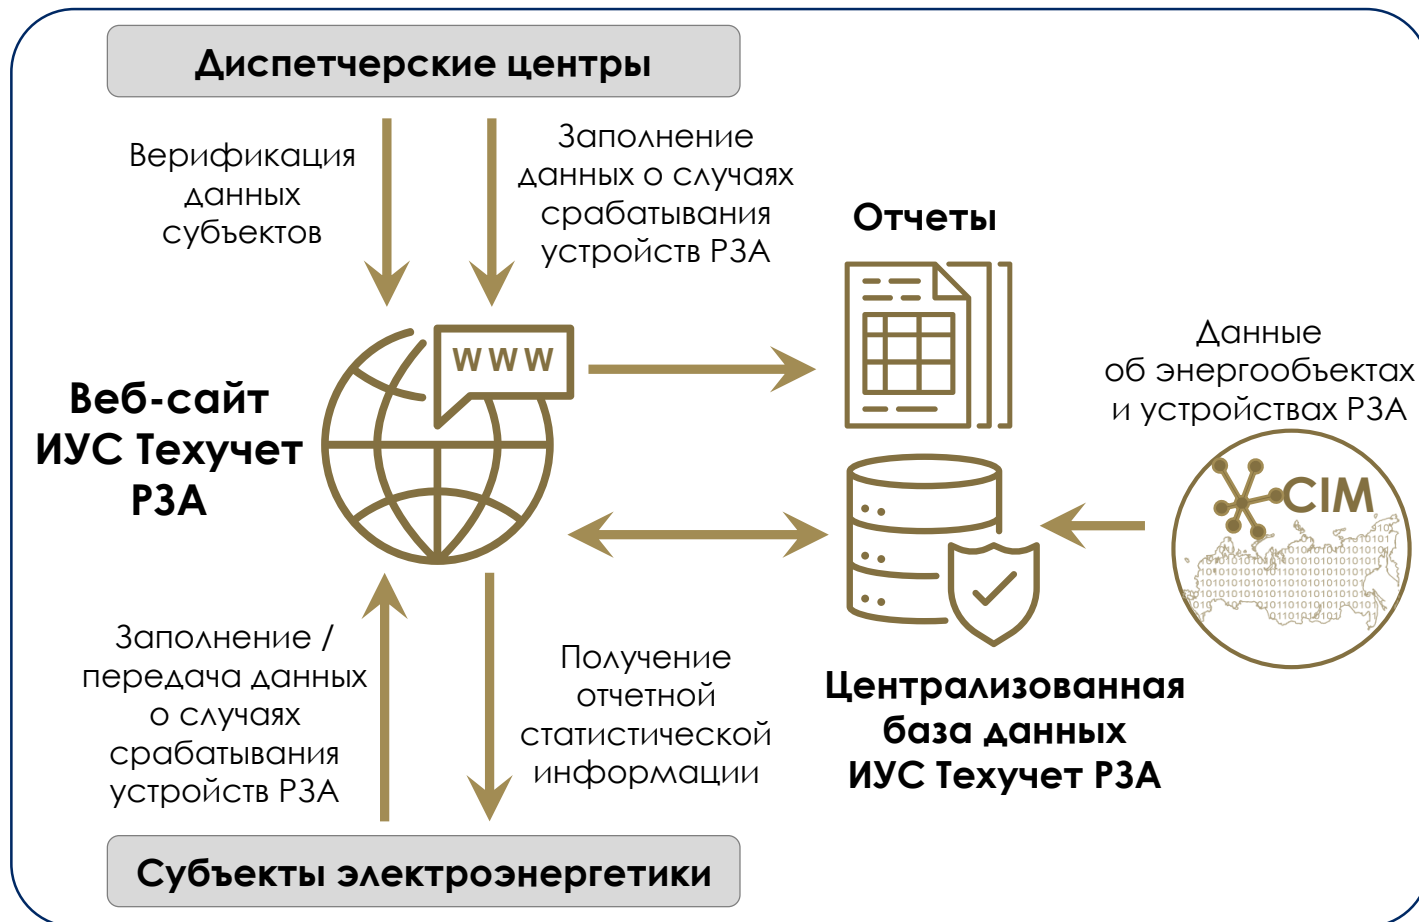 Диспетчерские центры
Верификация
данных
субъектов
Заполнение
данных о случаях
срабатывания
устройств РЗА
Отчеты
Веб-сайт
ИУС Техучет
РЗА
WWW
Данные
об энергообъектах
и устройствах РЗА
CIM
Заполнение /
передача данных
о случаях
срабатывания
устройств РЗА
Получение
отчетной
статистической
информации
Централизованная
база данных
ИУС Техучет РЗА
Субъекты электроэнергетики